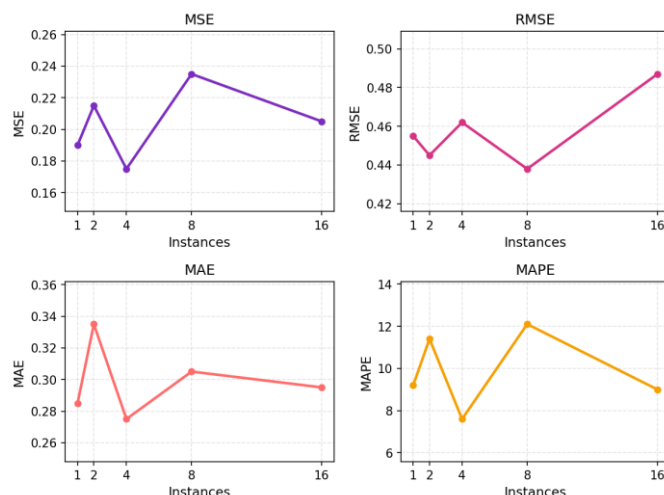 MSE
0.26
0.24
0.22
0.20
0.18
0.16
MSE
1 2 4 8 16
Instances
RMSE
0.50
0.48
0.46
0.44
0.42
RMSE
1 2 4 8 16
Instances
MAE
0.36
0.34
0.32
0.30
0.28
0.26
MAE
1 2 4 8 16
Instances
MAPE
14
12
10
8
6
MAPE
1 2 4 8 16
Instances